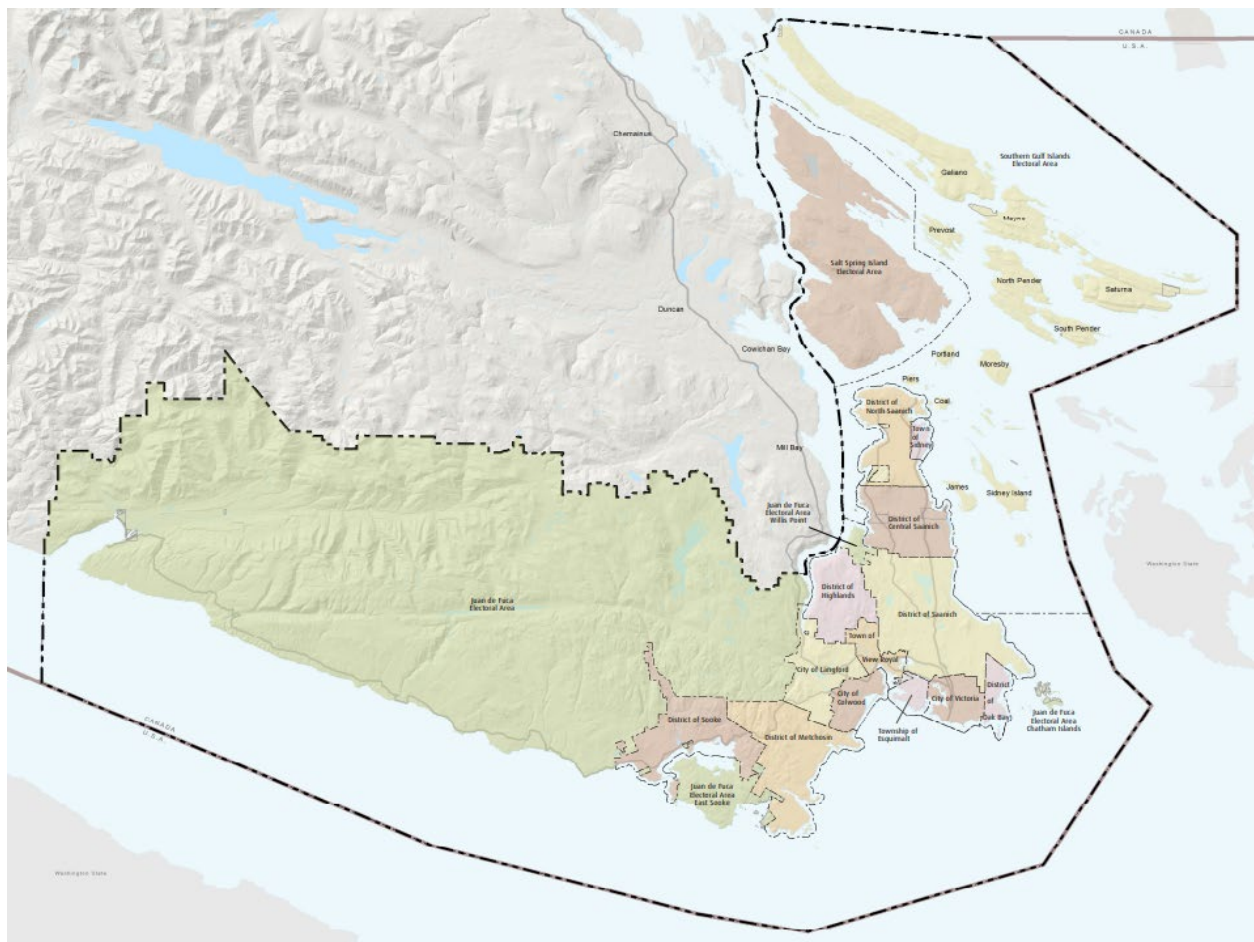 CANADA
U.S.A.
Chemainus
Southern Gulf Islands
Electoral Area
Galiano
Mayne
Prevost
Salt Spring Island
Electoral Area
North Pender
Saturna
Duncan
South Pender
Cowichan Bay
Portland
Moresby
Piers
District of
North Saanich
Coal
Town
of
Sidney
Mill Bay
James
Sidney Island
Juan de Fuca
Electoral Area
Willis Point
District of
Central Saanich
Washington State
District of
Highlands
Juan de Fuca
Electoral Area
District of Saanich
Town of
View Royal
City of Langford
City of
Colwood
City of Victoria
District
of
Oak Bay
Juan de Fuca
Electoral Area
Chatham Islands
District of Sooke
District of Metchosin
Township of
Esquimalt
CANADA
U.S.A.
Juan de Fuca
Electoral Area
East Sooke
Washington State